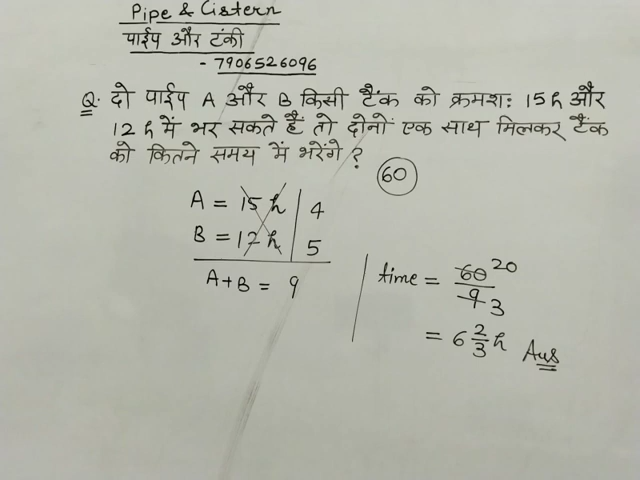 Pipe & Cistern
पाईप और टंकी
- 7906526096
Q. दो पाईप A और B किसी टैंक को क्रमशः 15 h और
12 h में भर सकते हैं तो दोनों एक साथ मिलकर टैंक
को कितने समय में भरेंगे ?
60
A = 15 h | 4
B = 12 h | 5
A+B = 9
time = 60/9 20/3
= 6 2/3 h Ans